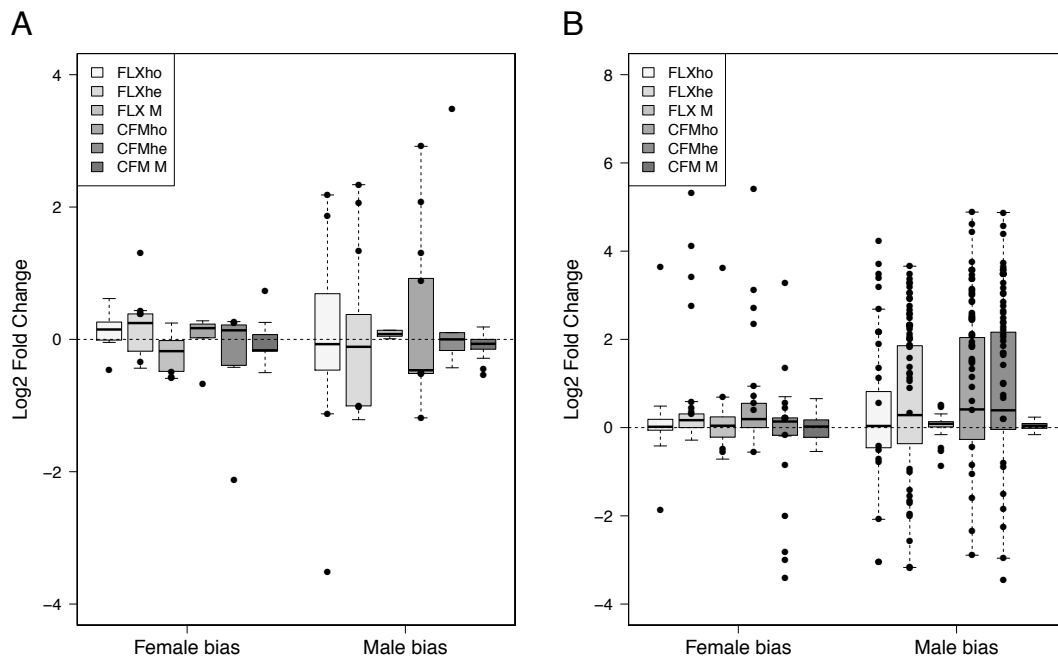 A
Log2 Fold Change
4
2
0
−2
−4
FLXho
FLXhe
FLX M
CFMho
CFMhe
CFM M
Female bias
Male bias
B
Log2 Fold Change
8
6
4
2
0
−2
−4
FLXho
FLXhe
FLX M
CFMho
CFMhe
CFM M
Female bias
Male bias